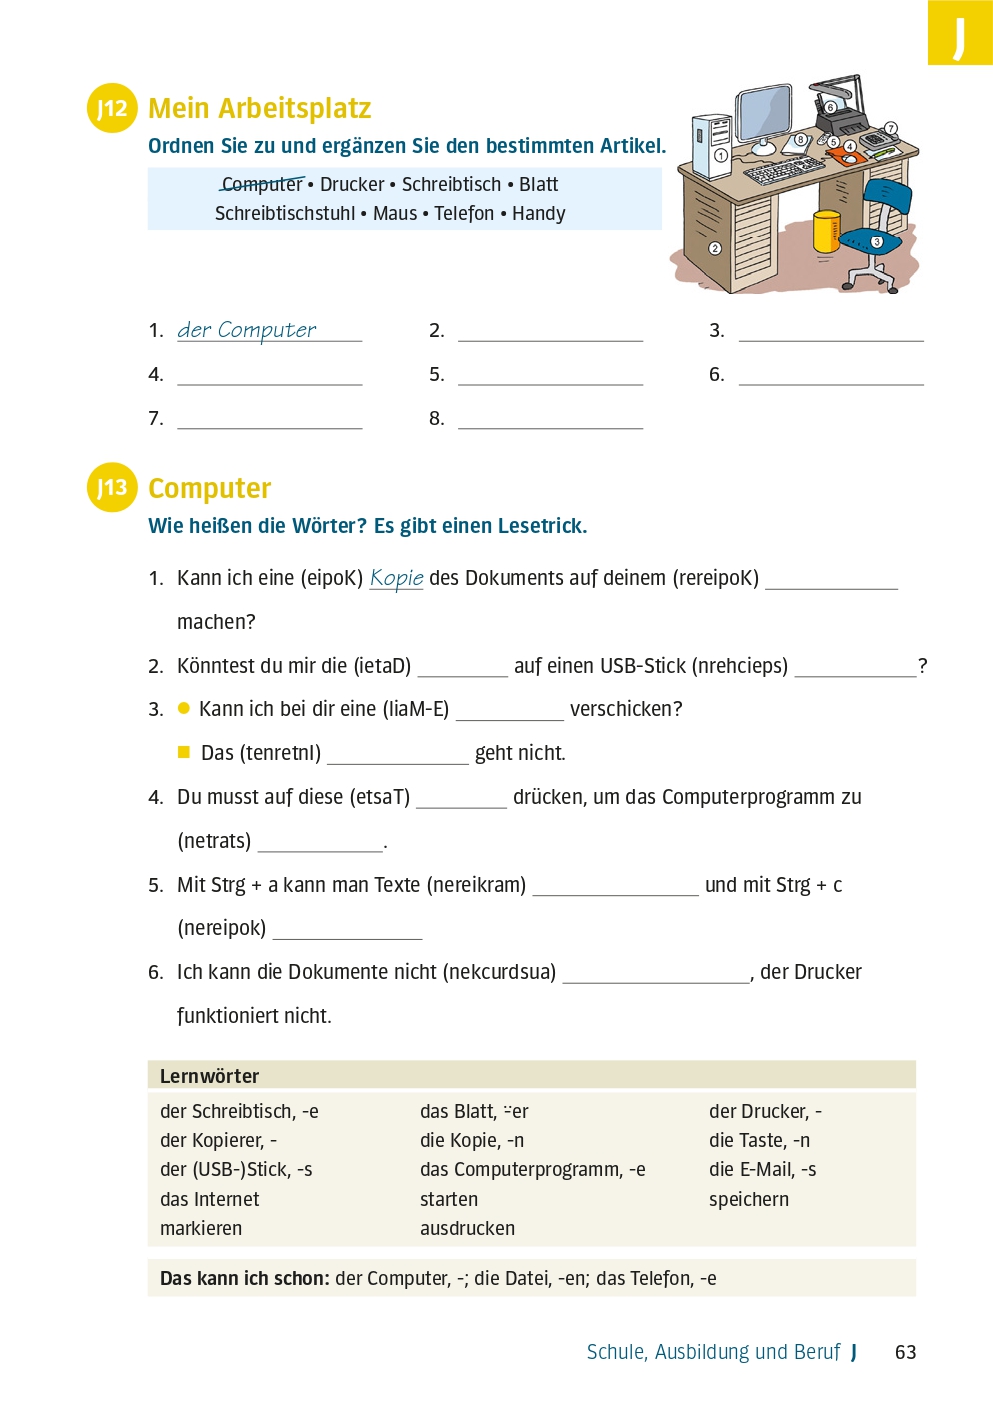 J
J12 Mein Arbeitsplatz
Ordnen Sie zu und ergänzen Sie den bestimmten Artikel.
Computer • Drucker • Schreibtisch • Blatt
Schreibtischstuhl • Maus • Telefon • Handy
1 2 3 4 5 6 7 8
1. der Computer 2. 3.
4. 5. 6.
7. 8.
J13 Computer
Wie heißen die Wörter? Es gibt einen Lesetrick.
1. Kann ich eine (eipoK) Kopie des Dokuments auf deinem (rereipoK)
machen?
2. Könntest du mir die (ietaD) auf einen USB-Stick (nrehcieps) ?
3. Kann ich bei dir eine (liaM-E) verschicken?
Das (tenretnI) geht nicht.
4. Du musst auf diese (etsaT) drücken, um das Computerprogramm zu
(netrats) .
5. Mit Strg + a kann man Texte (nereikram) und mit Strg + c
(nereipok)
6. Ich kann die Dokumente nicht (nekcurdsua) , der Drucker
funktioniert nicht.
Lernwörter
der Schreibtisch, -e das Blatt, ¨-er der Drucker, -
der Kopierer, - die Kopie, -n die Taste, -n
der (USB-)Stick, -s das Computerprogramm, -e die E-Mail, -s
das Internet starten speichern
markieren ausdrucken
Das kann ich schon: der Computer, -; die Datei, -en; das Telefon, -e
Schule, Ausbildung und Beruf J 63